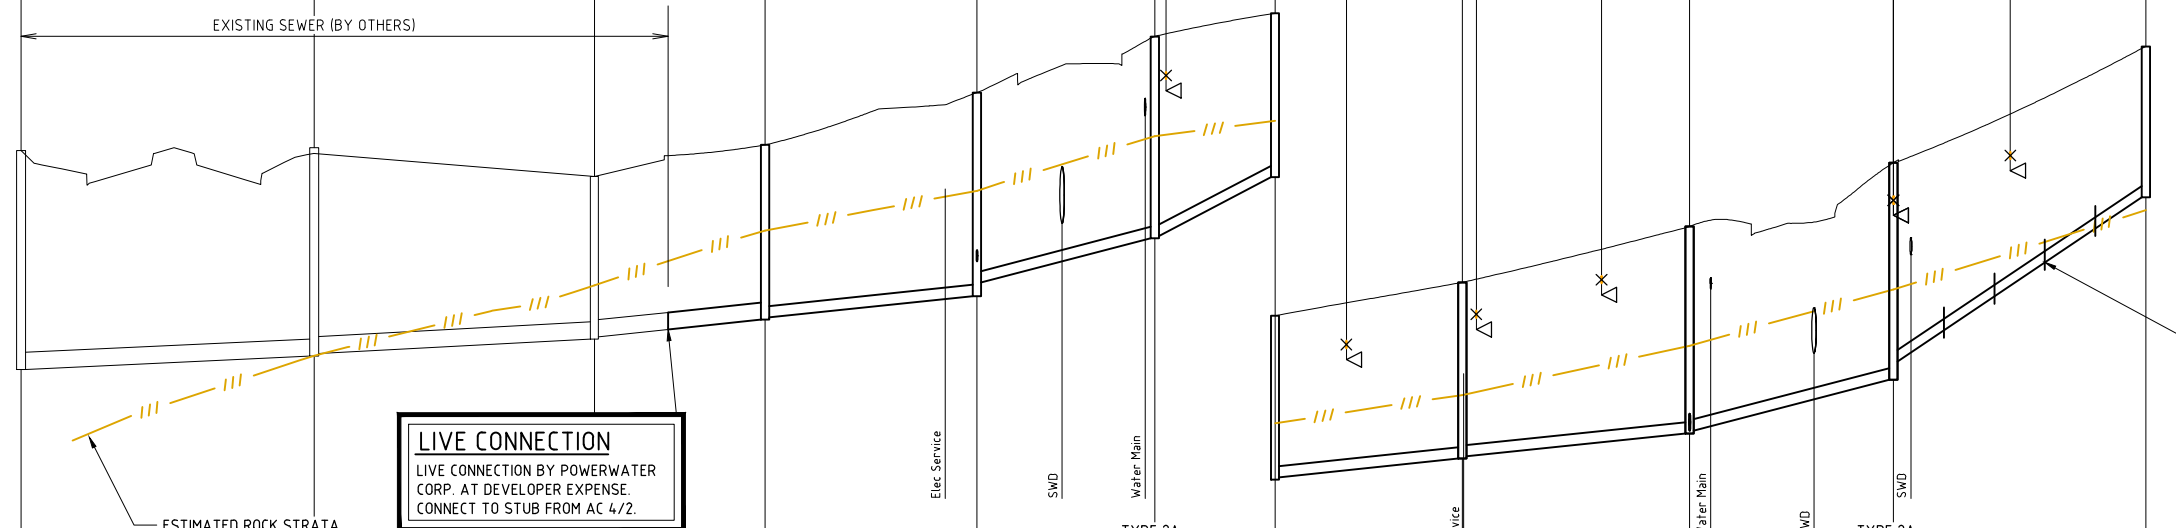 EXISTING SEWER (BY OTHERS)
LIVE CONNECTION
LIVE CONNECTION BY POWERWATER
CORP. AT DEVELOPER EXPENSE.
CONNECT TO STUB FROM AC 4/2.
ESTIMATED ROCK STRATA
Elec Service
SWD
Water Main
SWD